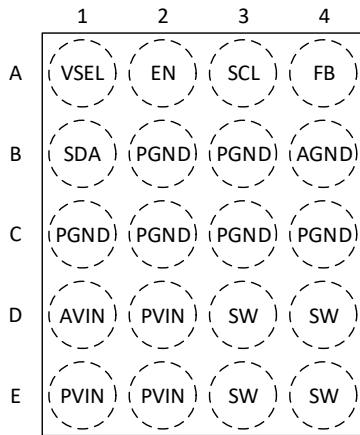 1 2 3 4
A VSEL EN SCL FB
B SDA PGND PGND AGND
C PGND PGND PGND PGND
D AVIN PVIN SW SW
E PVIN PVIN SW SW